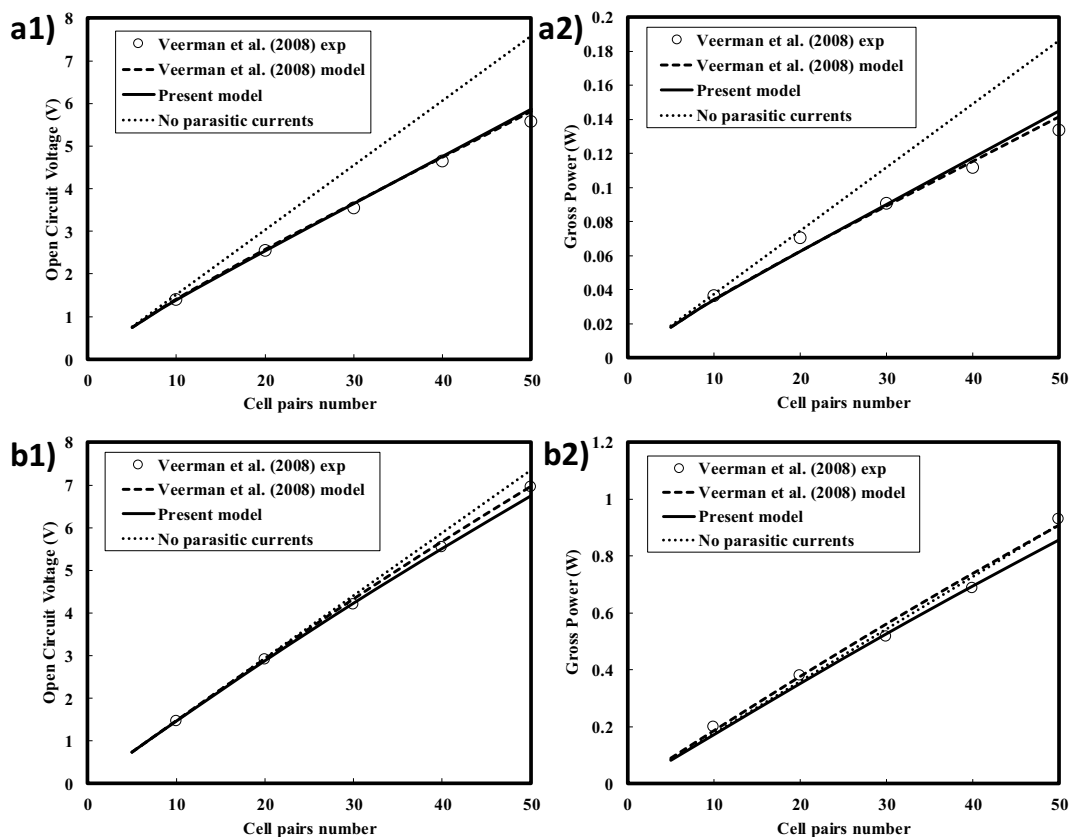 a1)
8
7
6
5
4
3
2
1
0
Open Circuit Voltage (V)
Veerman et al. (2008) exp
Veerman et al. (2008) model
Present model
No parasitic currents
0 10 20 30 40 50
Cell pairs number
a2)
0.2
0.18
0.16
0.14
0.12
0.1
0.08
0.06
0.04
0.02
0
Gross Power (W)
Veerman et al. (2008) exp
Veerman et al. (2008) model
Present model
No parasitic currents
0 10 20 30 40 50
Cell pairs number
b1)
8
7
6
5
4
3
2
1
0
Open Circuit Voltage (V)
Veerman et al. (2008) exp
Veerman et al. (2008) model
Present model
No parasitic currents
0 10 20 30 40 50
Cell pairs number
b2)
1.2
1
0.8
0.6
0.4
0.2
0
Gross Power (W)
Veerman et al. (2008) exp
Veerman et al. (2008) model
Present model
No parasitic currents
0 10 20 30 40 50
Cell pairs number